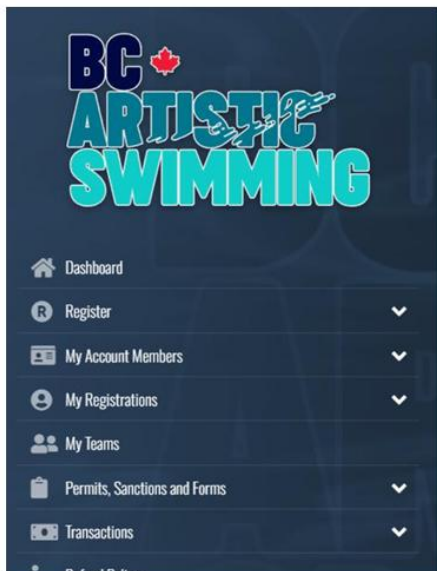 BC
ARTISTIC
SWIMMING
Dashboard
R Register
My Account Members
My Registrations
My Teams
Permits, Sanctions and Forms
Transactions